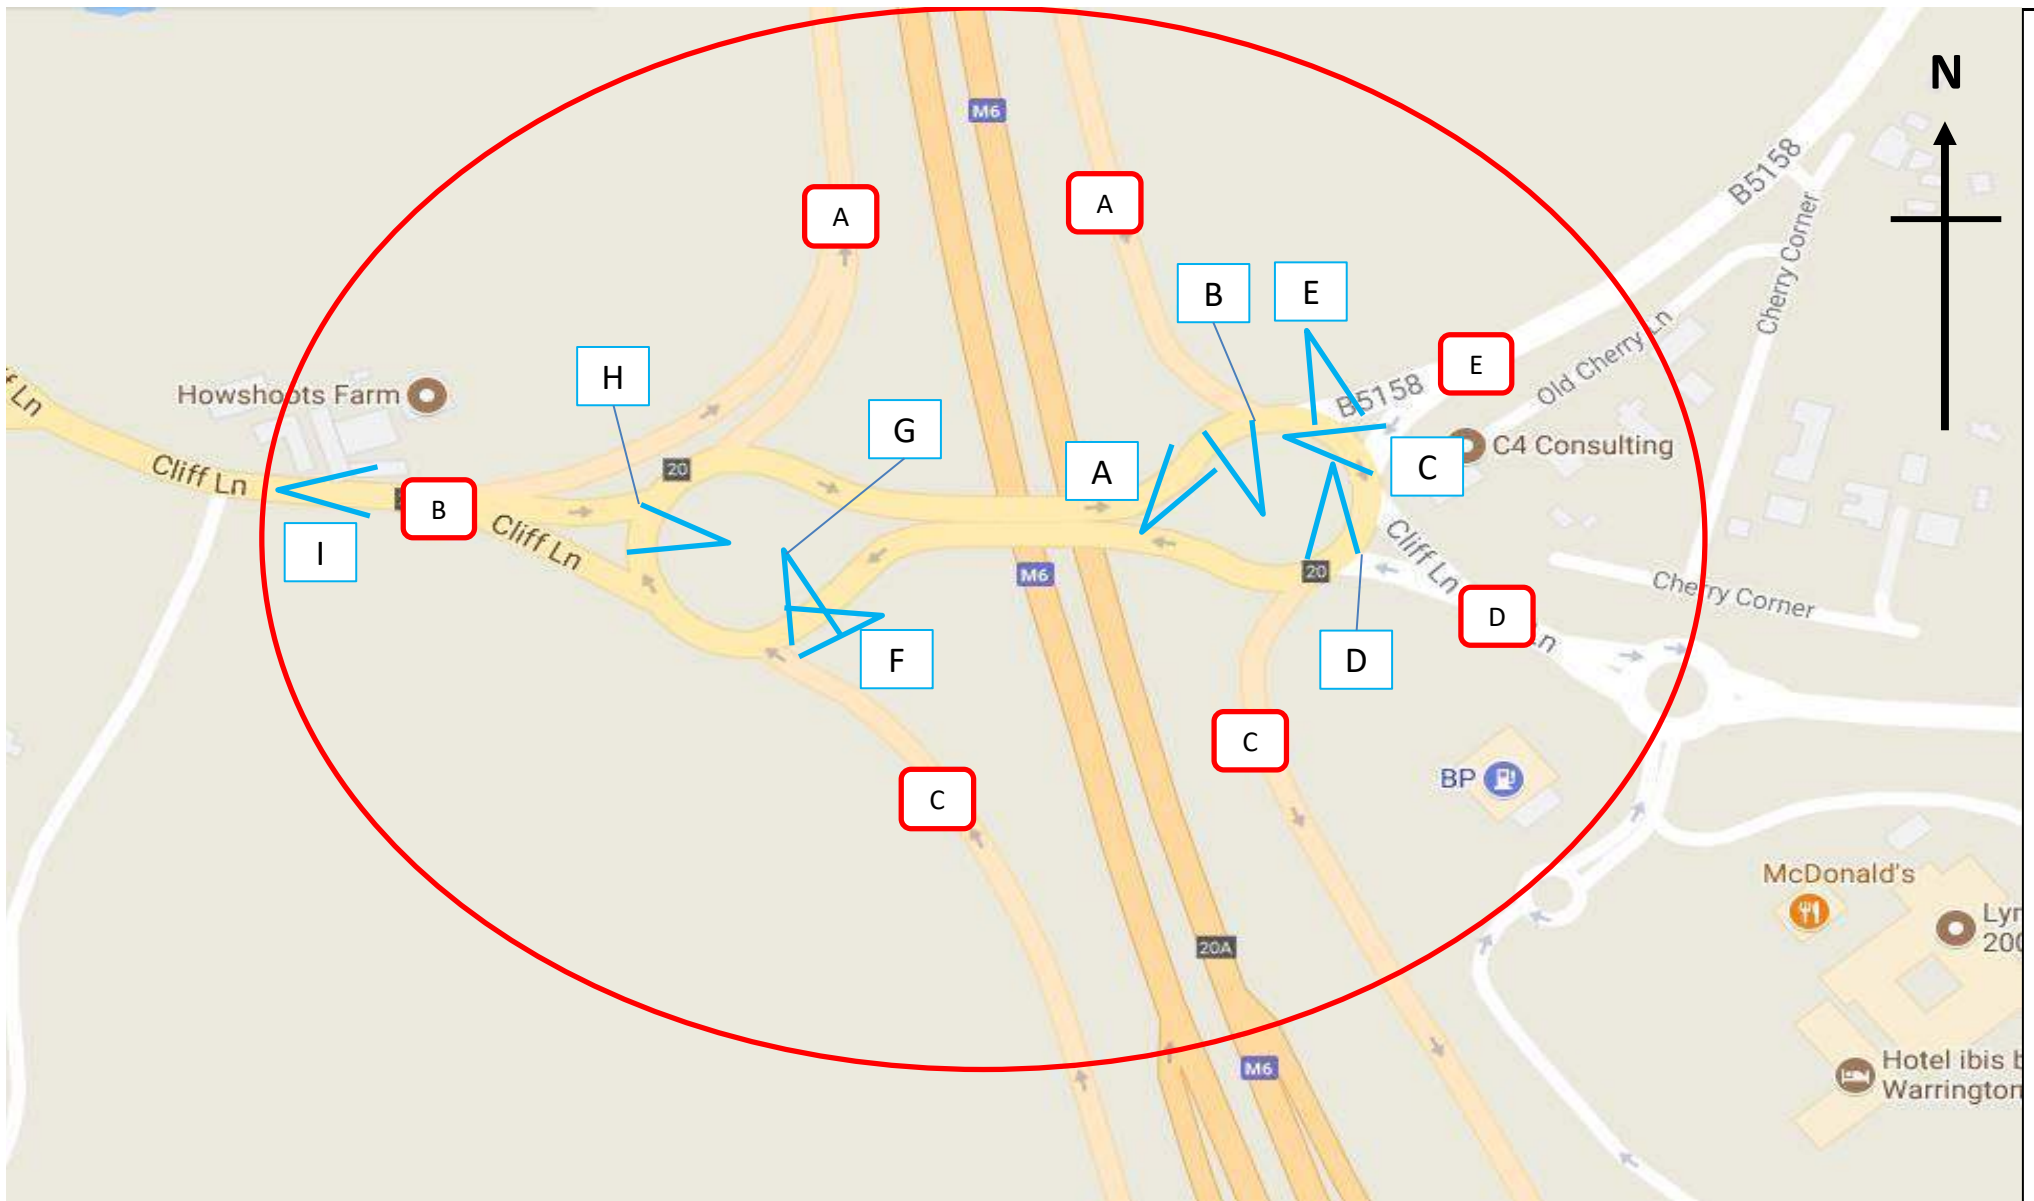 N
M6
B5158
A
A
Cherry Corner
B
E
Old Cherry Ln
H
E
Howshoots Farm
B5158
G
C4 Consulting
Cliff Ln
20
A
C
B
Cliff Ln
I
Cliff Ln
M6
20
Cherry Corner
D
F
D
C
BP
C
McDonald's
20A
M6
Hotel ibis
Warrington